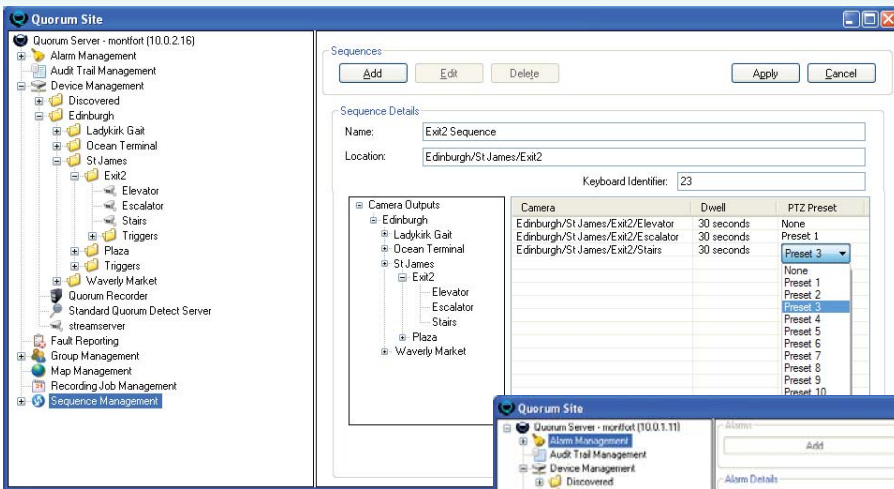 Quorum Site
Quorum Server - montfort (10.0.2.16)
Alarm Management
Audit Trail Management
Device Management
Discovered
Edinburgh
Ladykirk Gait
Ocean Terminal
St James
Exit2
Elevator
Escalator
Stairs
Triggers
Plaza
Triggers
Waverly Market
Quorum Recorder
Standard Quorum Detect Server
streamserver
Fault Reporting
Group Management
Map Management
Recording Job Management
Sequence Management
Sequences
Add Edit Delete Apply Cancel
Sequence Details
Name: Exit2 Sequence
Location: Edinburgh/St James/Exit2
Keyboard Identifier: 23
Camera Outputs
Edinburgh
Ladykirk Gait
Ocean Terminal
St James
Exit2
Elevator
Escalator
Stairs
Plaza
Waverly Market
Camera Dwell PTZ Preset
Edinburgh/St James/Exit2/Elevator 30 seconds None
Edinburgh/St James/Exit2/Escalator 30 seconds Preset 1
Edinburgh/St James/Exit2/Stairs 30 seconds Preset 3
None
Preset 1
Preset 2
Preset 3
Preset 4
Preset 5
Preset 6
Preset 7
Preset 8
Preset 9
Preset 10
Quorum Site
Quorum Server - montfort (10.0.1.11)
Alarm Management
Audit Trail Management
Device Management
Discovered
Alarms
Add
Alarm Details